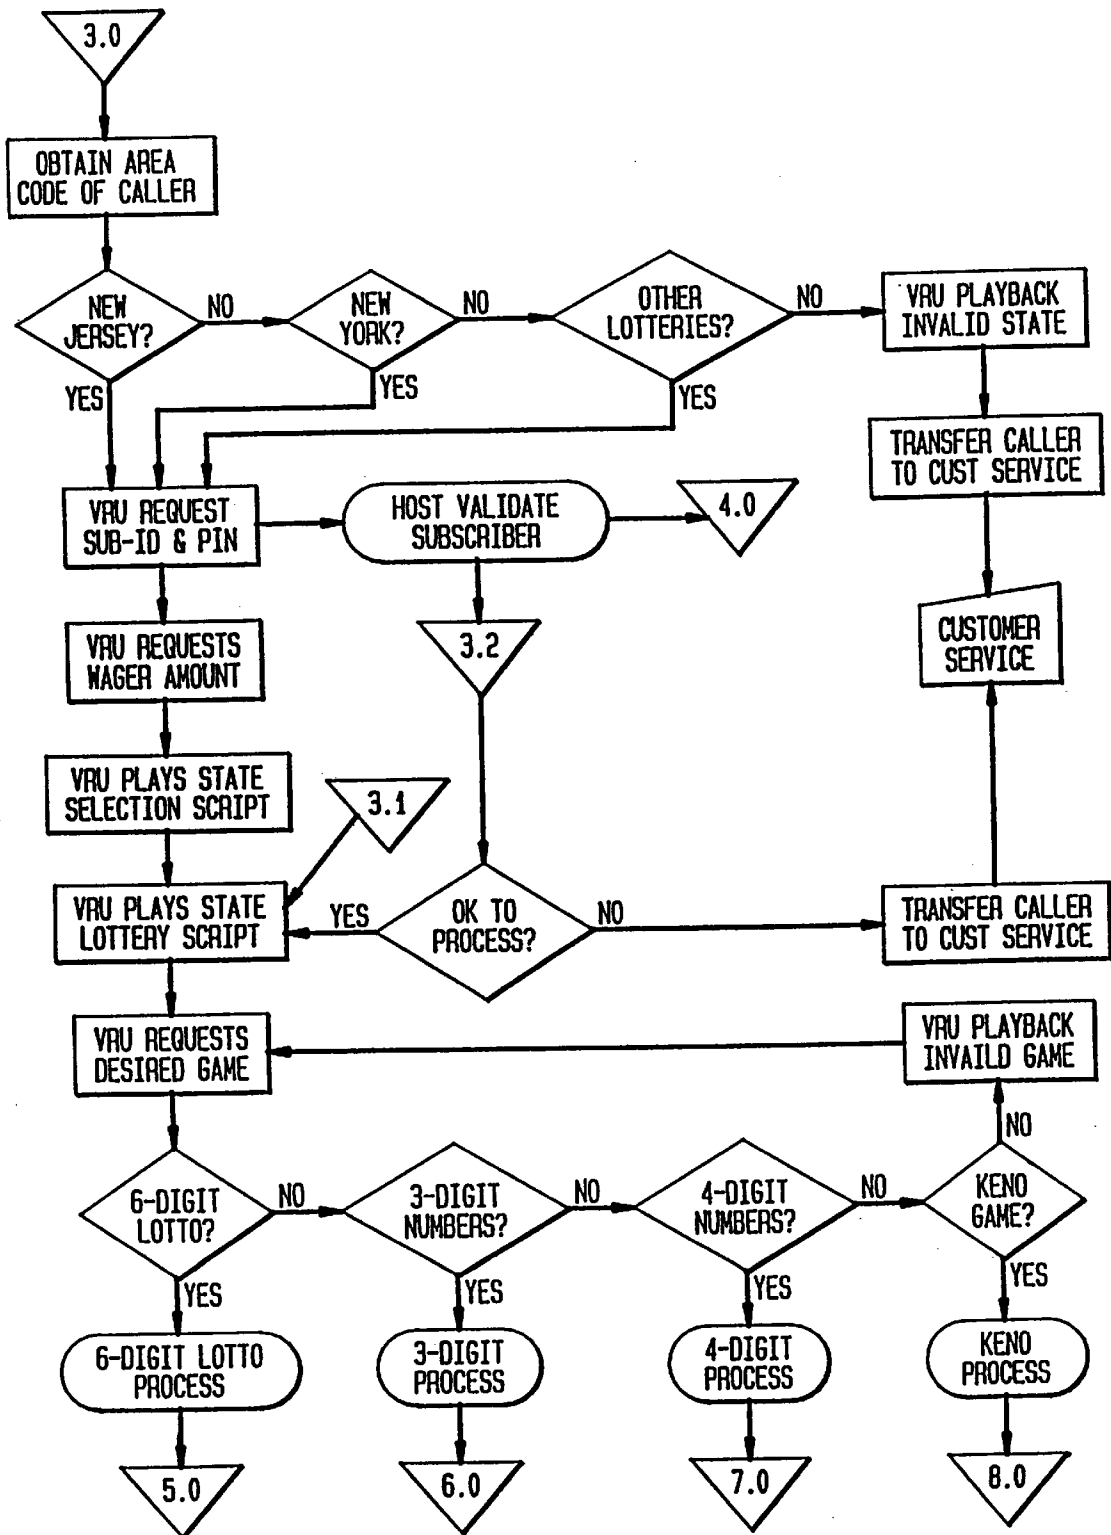 3.0
OBTAIN AREA
CODE OF CALLER
NEW
JERSEY?
NO
YES
NEW
YORK?
NO
YES
OTHER
LOTTERIES?
NO
YES
VRU PLAYBACK
INVALID STATE
TRANSFER CALLER
TO CUST SERVICE
CUSTOMER
SERVICE
VRU REQUEST
SUB-ID & PIN
HOST VALIDATE
SUBSCRIBER
4.0
3.2
VRU REQUESTS
WAGER AMOUNT
VRU PLAYS STATE
SELECTION SCRIPT
3.1
VRU PLAYS STATE
LOTTERY SCRIPT
YES
OK TO
PROCESS?
NO
TRANSFER CALLER
TO CUST SERVICE
VRU REQUESTS
DESIRED GAME
VRU PLAYBACK
INVAILD GAME
NO
6-DIGIT
LOTTO?
NO
YES
3-DIGIT
NUMBERS?
NO
YES
4-DIGIT
NUMBERS?
NO
YES
KENO
GAME?
YES
6-DIGIT LOTTO
PROCESS
3-DIGIT
PROCESS
4-DIGIT
PROCESS
KENO
PROCESS
5.0
6.0
7.0
8.0